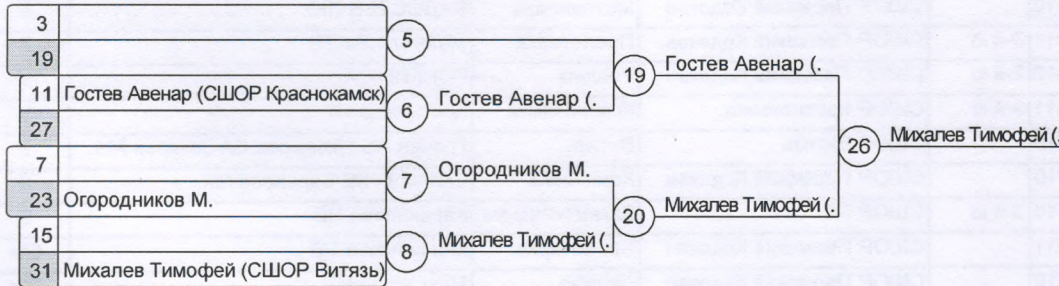 3
19
11 Гостев Авенар (СШОР Краснокамск)
27
7
23 Огородников М.
15
31 Михалев Тимофей (СШОР Витязь)
5
6 Гостев Авенар (.
7 Огородников М.
8 Михалев Тимофей (.
19 Гостев Авенар (.
20 Михалев Тимофей (.
26 Михалев Тимофей (.